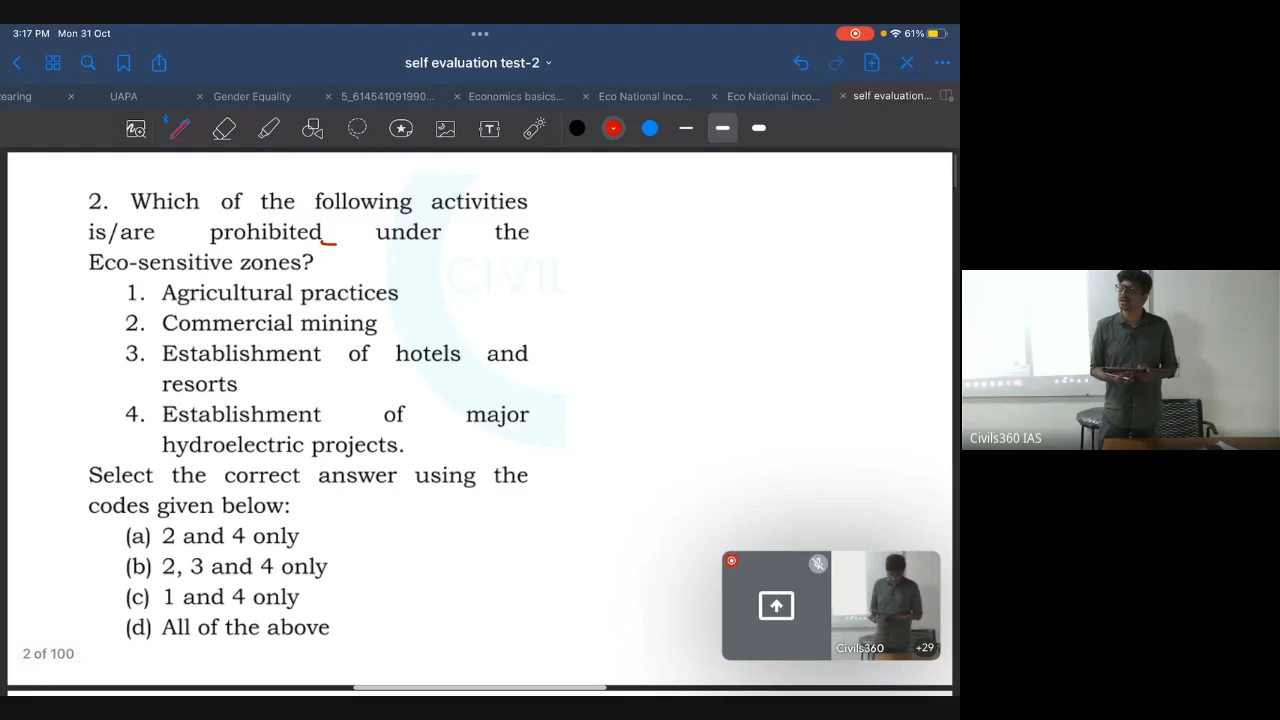 3:17 PM Mon 31 Oct
61%
self evaluation test-2
tearing
UAPA
Gender Equality
5_614541091990...
Economics basics...
Eco National inco...
Eco National inco...
self evaluation...
2. Which of the following activities
is/are prohibited under the
Eco-sensitive zones?
CIVIL
1. Agricultural practices
2. Commercial mining
3. Establishment of hotels and
resorts
4. Establishment of major
hydroelectric projects.
Select the correct answer using the
codes given below:
(a) 2 and 4 only
(b) 2, 3 and 4 only
(c) 1 and 4 only
(d) All of the above
2 of 100
Civils360
+29
Civils360 IAS